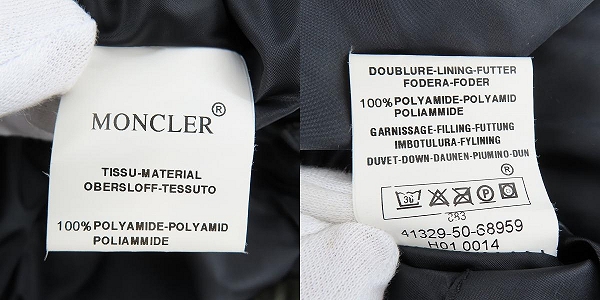 MONCLER®
TISSU-MATERIAL
OBERSLOFF-TESSUTO
100% POLYAMIDE-POLYAMID
POLIAMMIDE
DOUBLURE-LINING-FUTTER
FODERA-FODER
100% POLYAMIDE-POLYAMID
POLIAMMIDE
GARNISSAGE-FILLING-FUTTUNG
IMBOTULURA-FYLINING
DUVET-DOWN-DAUNEN-PIUMINO-DUN
®
30 P
41329-50-68959
H01 0014